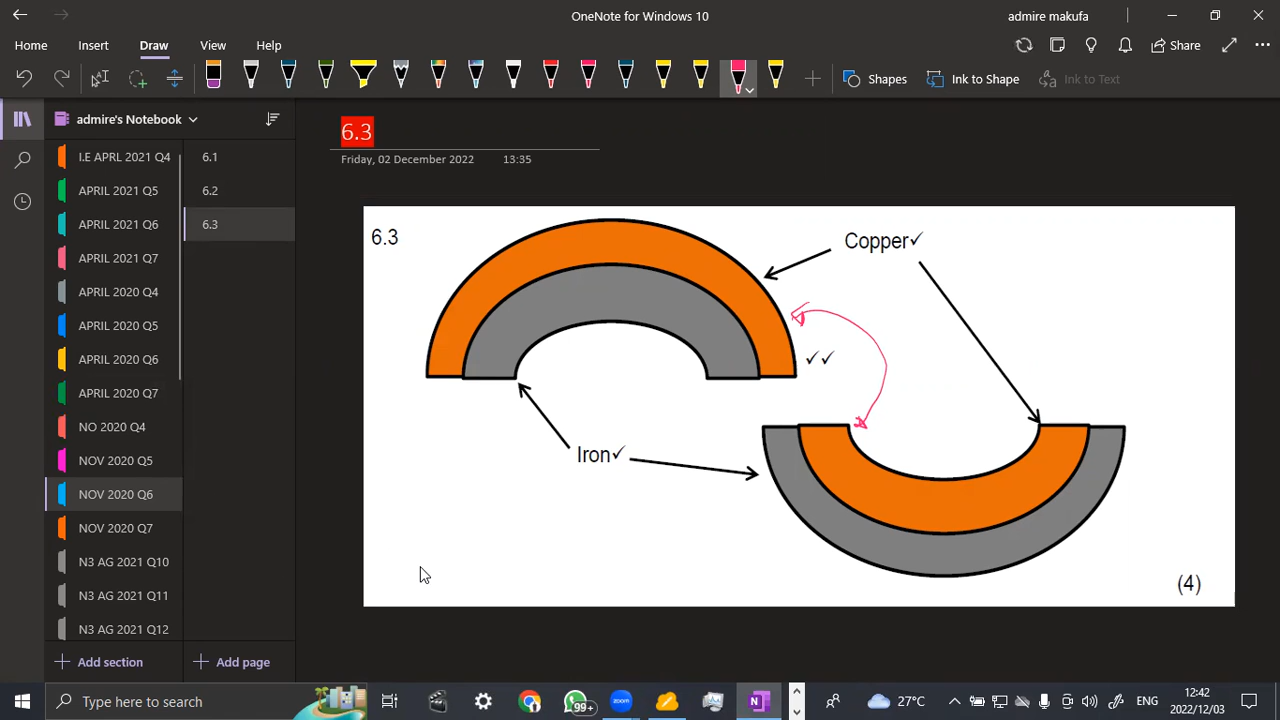 OneNote for Windows 10
admire makufa
Home Insert Draw View Help
Share
Shapes
Ink to Shape
Ink to Text
admire's Notebook
I.E APRL 2021 Q4
APRIL 2021 Q5
APRIL 2021 Q6
APRIL 2021 Q7
APRIL 2020 Q4
APRIL 2020 Q5
APRIL 2020 Q6
APRIL 2020 Q7
NO 2020 Q4
NOV 2020 Q5
NOV 2020 Q6
NOV 2020 Q7
N3 AG 2021 Q10
N3 AG 2021 Q11
N3 AG 2021 Q12
Add section
6.1
6.2
6.3
Add page
6.3
Friday, 02 December 2022 13:35
6.3
Copper✓
✓✓
Iron✓
(4)
Type here to search
99+
zoom
27°C
ENG
12:42
2022/12/03